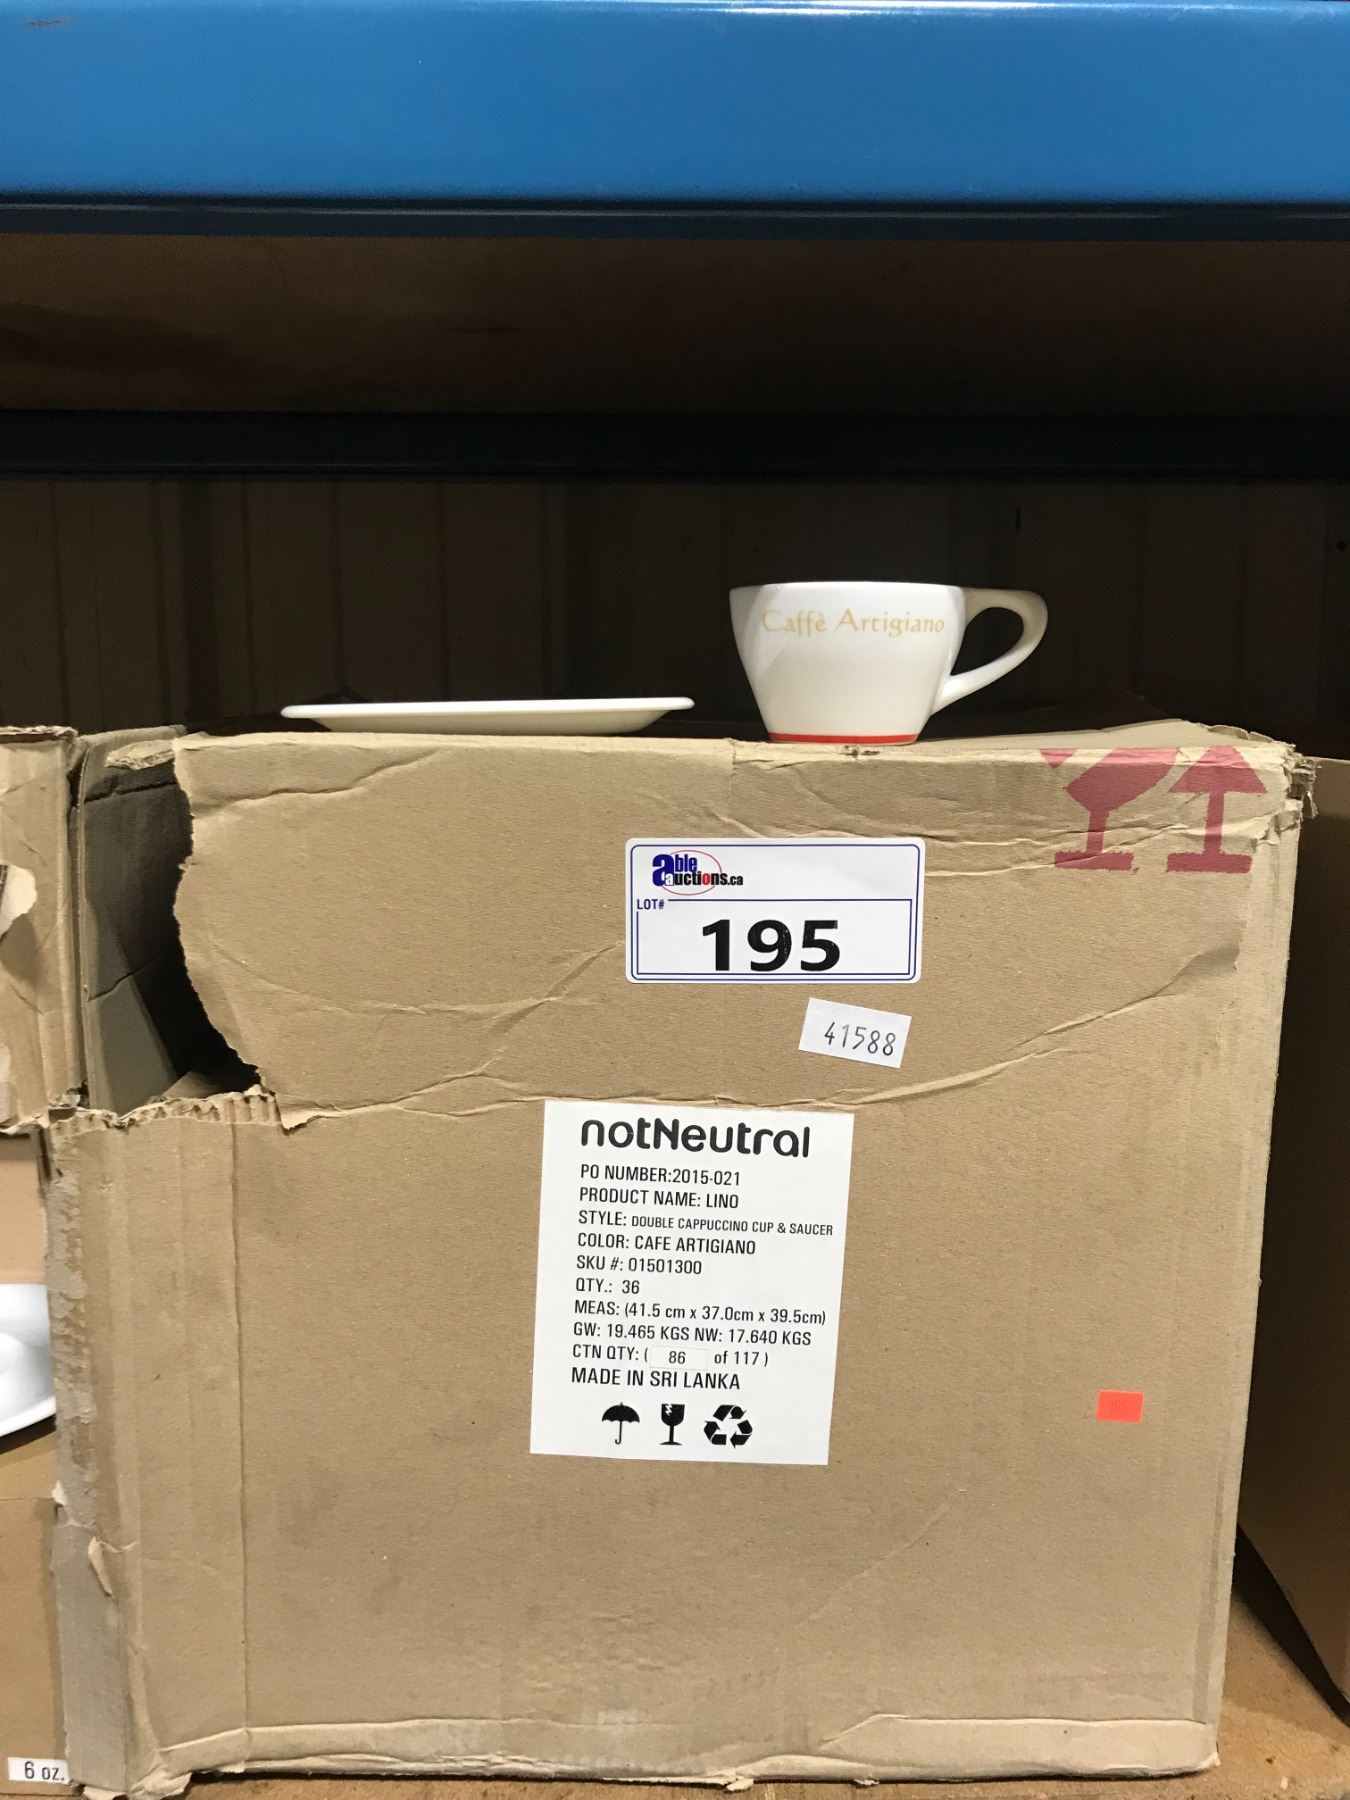 Caffè Artigiano
able
auctions.ca
LOT#
195
41588
notNeutral
PO NUMBER:2015-021
PRODUCT NAME: LINO
STYLE: DOUBLE CAPPUCCINO CUP & SAUCER
COLOR: CAFE ARTIGIANO
SKU #: 01501300
QTY.: 36
MEAS: (41.5 cm x 37.0cm x 39.5cm)
GW: 19.465 KGS NW: 17.640 KGS
CTN QTY: ( 86 of 117 )
MADE IN SRI LANKA
195
6 oz.